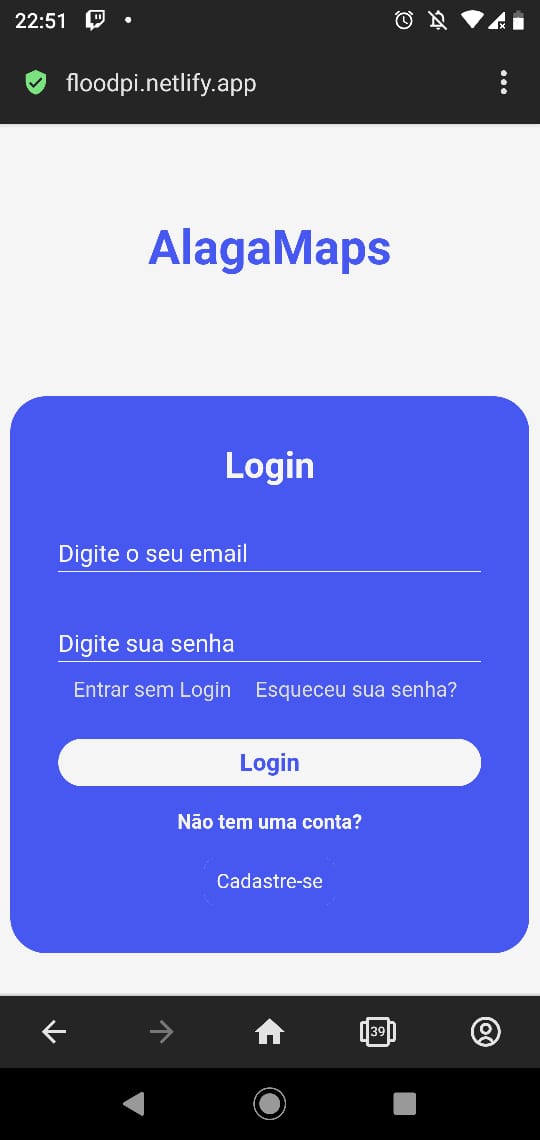 22:51
floodpi.netlify.app
AlagaMaps
Login
Digite o seu email
Digite sua senha
Entrar sem Login Esqueceu sua senha?
Login
Não tem uma conta?
Cadastre-se
39